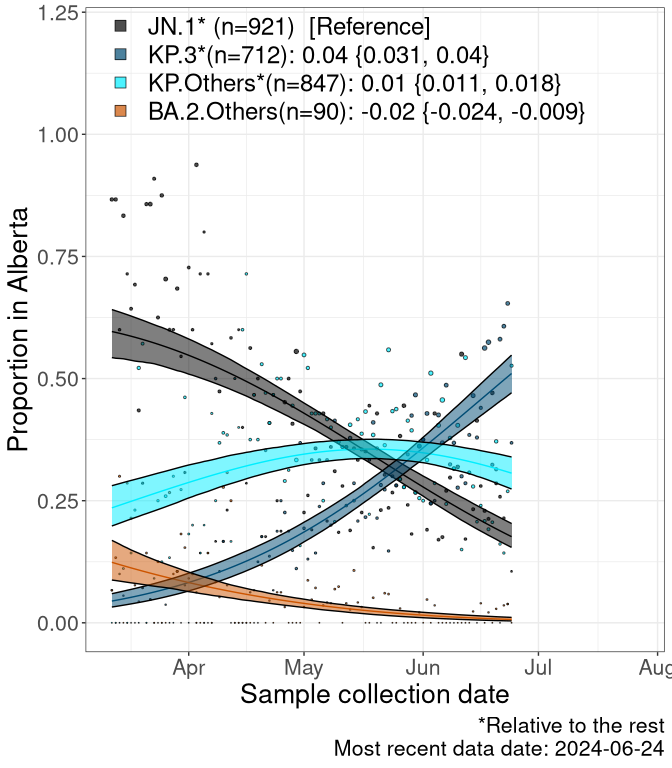 JN.1* (n=921)  [Reference]
KP.3*(n=712): 0.04 {0.031, 0.04}
KP.Others*(n=847): 0.01 {0.011, 0.018}
BA.2.Others(n=90): -0.02 {-0.024, -0.009}
1.25
1.00
0.75
0.50
0.25
0.00
Proportion in Alberta
Apr May Jun Jul Aug
Sample collection date
*Relative to the rest
Most recent data date: 2024-06-24